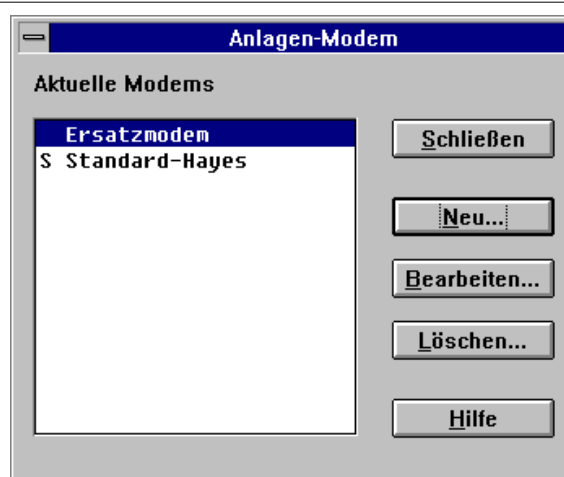 Anlagen-Modem
Aktuelle Modems
Ersatzmodem
S Standard-Hayes
Schließen
Neu...
Bearbeiten...
Löschen...
Hilfe